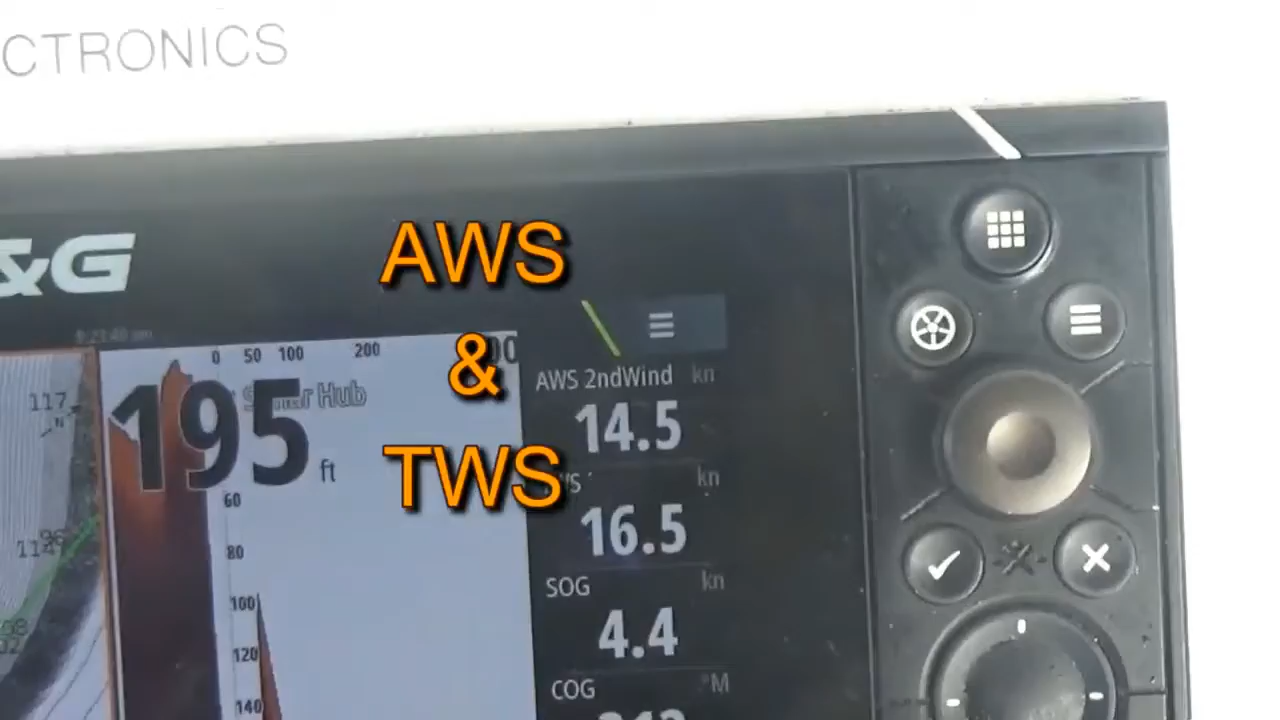 CTRONICS
&G
AWS
&
TWS
0 50 100 200
195 ft
117
AWS 2ndWind kn
14.5
kn
16.5
60
80
SOG kn
100
4.4
120
COG °M
140